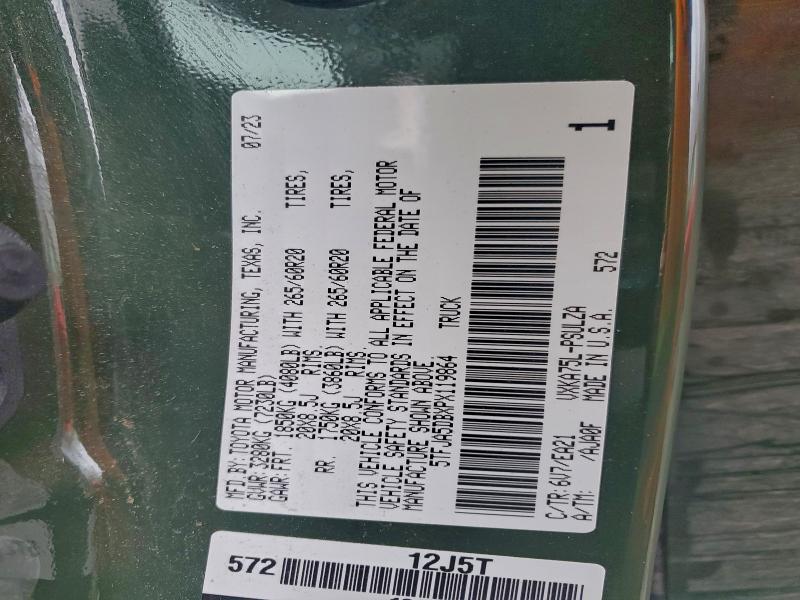 MFD.BY:TOYOTA MOTOR MANUFACTURING, TEXAS, INC. 07/23
GVWR:3280KG (7230LB)
GAWR:FRT. 1850KG (4080LB) WITH 265/60R20 TIRES,
20X8.5J RIMS,
RR. 1750KG (3860LB) WITH 265/60R20 TIRES,
20X8.5J RIMS.
THIS VEHICLE CONFORMS TO ALL APPLICABLE FEDERAL MOTOR
VEHICLE SAFETY STANDARDS IN EFFECT ON THE DATE OF
MANUFACTURE SHOWN ABOVE.
5TFJA5DBXPX119864 TRUCK
1
C/TR:6U7/EA21 VXKA75L-PSULZA
A/TM: /AJA0F MADE IN U.S.A. 572
572 12J5T